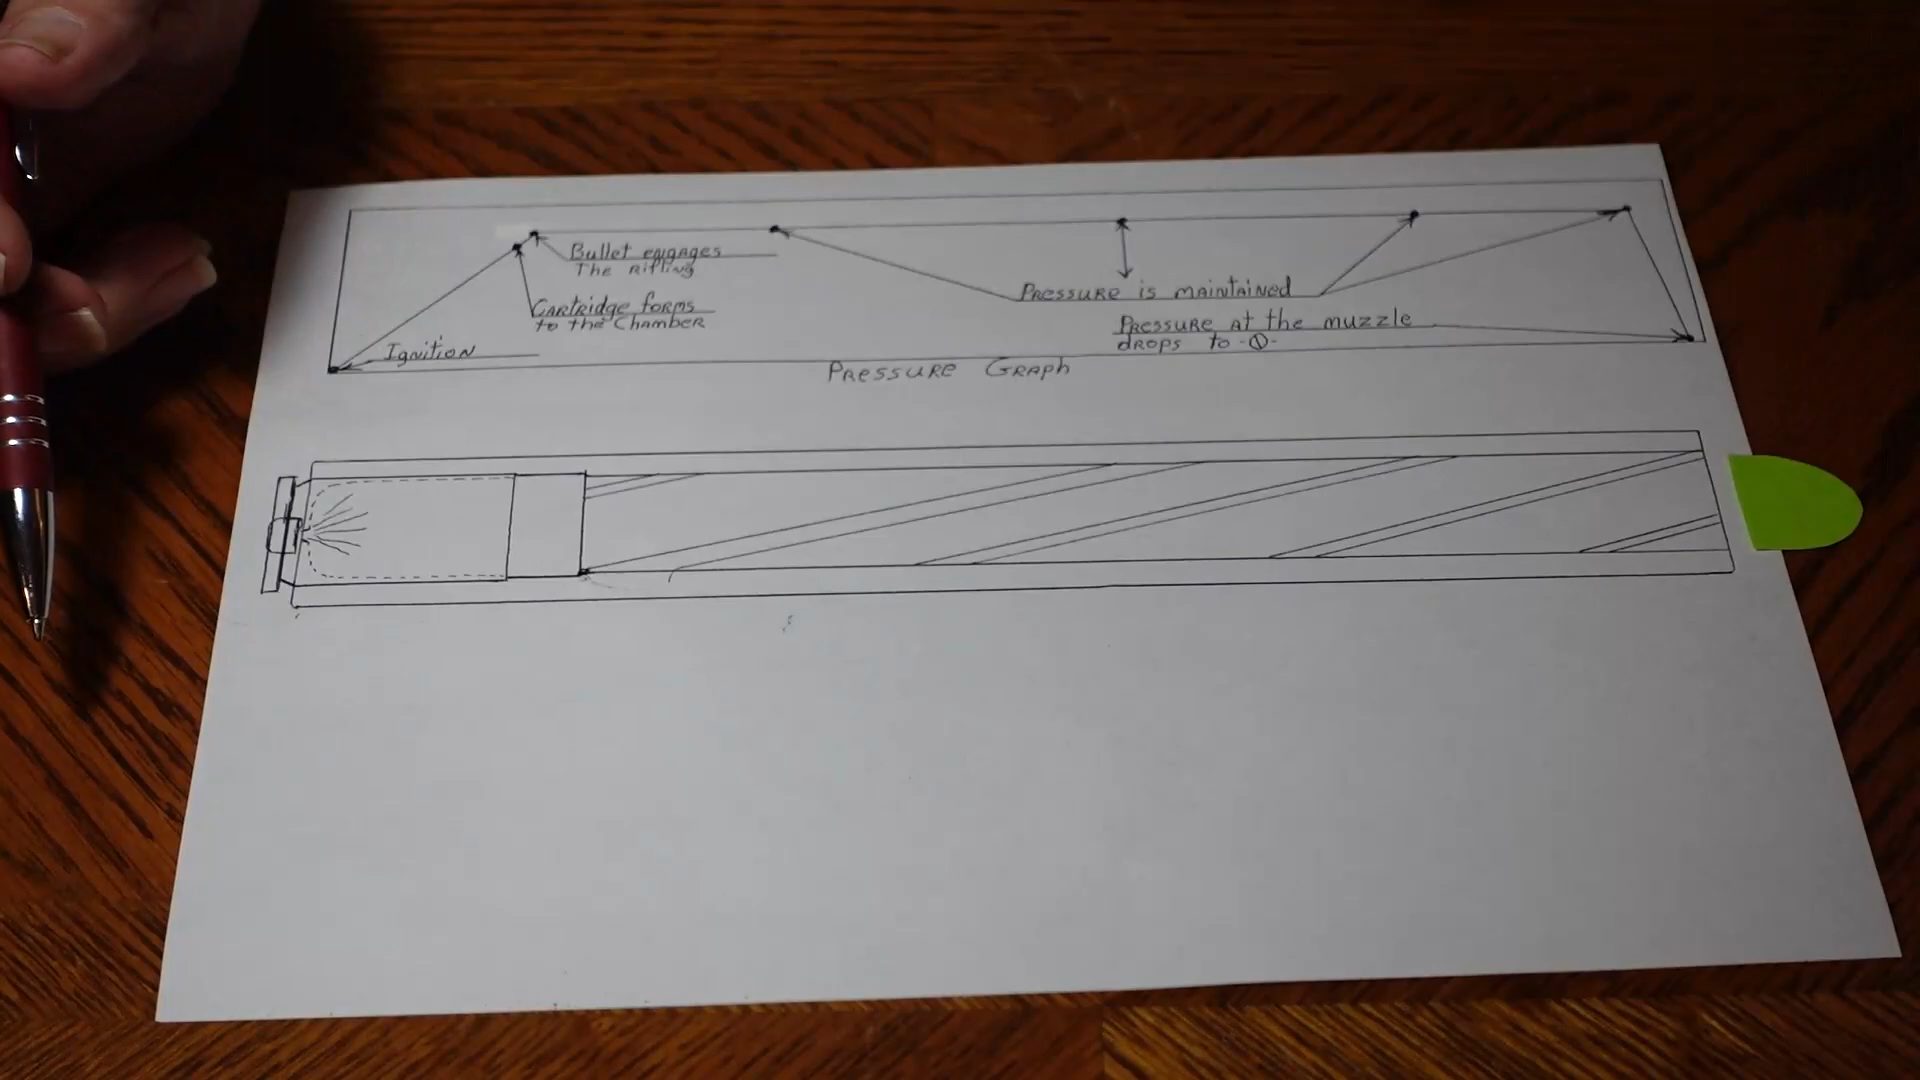 Bullet engages
The Rifling
Cartridge forms
to the Chamber
Ignition
Pressure is maintained
Pressure at the muzzle
drops to -0-
Pressure Graph